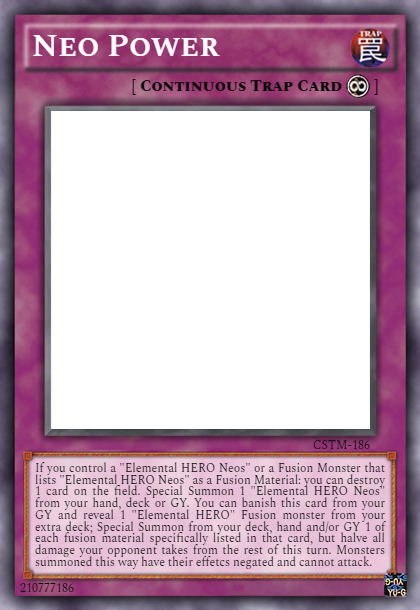 NEO POWER
TRAP
罠
[ CONTINUOUS TRAP CARD ]
CSTM-186
If you control a "Elemental HERO Neos" or a Fusion Monster that
lists "Elemental HERO Neos" as a Fusion Material: you can destroy
1 card on the field. Special Summon 1 "Elemental HERO Neos"
from your hand, deck or GY. You can banish this card from your
GY and reveal 1 "Elemental HERO" Fusion monster from your
extra deck; Special Summon from your deck, hand and/or GY 1 of
each fusion material specifically listed in that card, but halve all
damage your opponent takes from the rest of this turn. Monsters
summoned this way have their effetcs negated and cannot attack.
210777186
YU-G